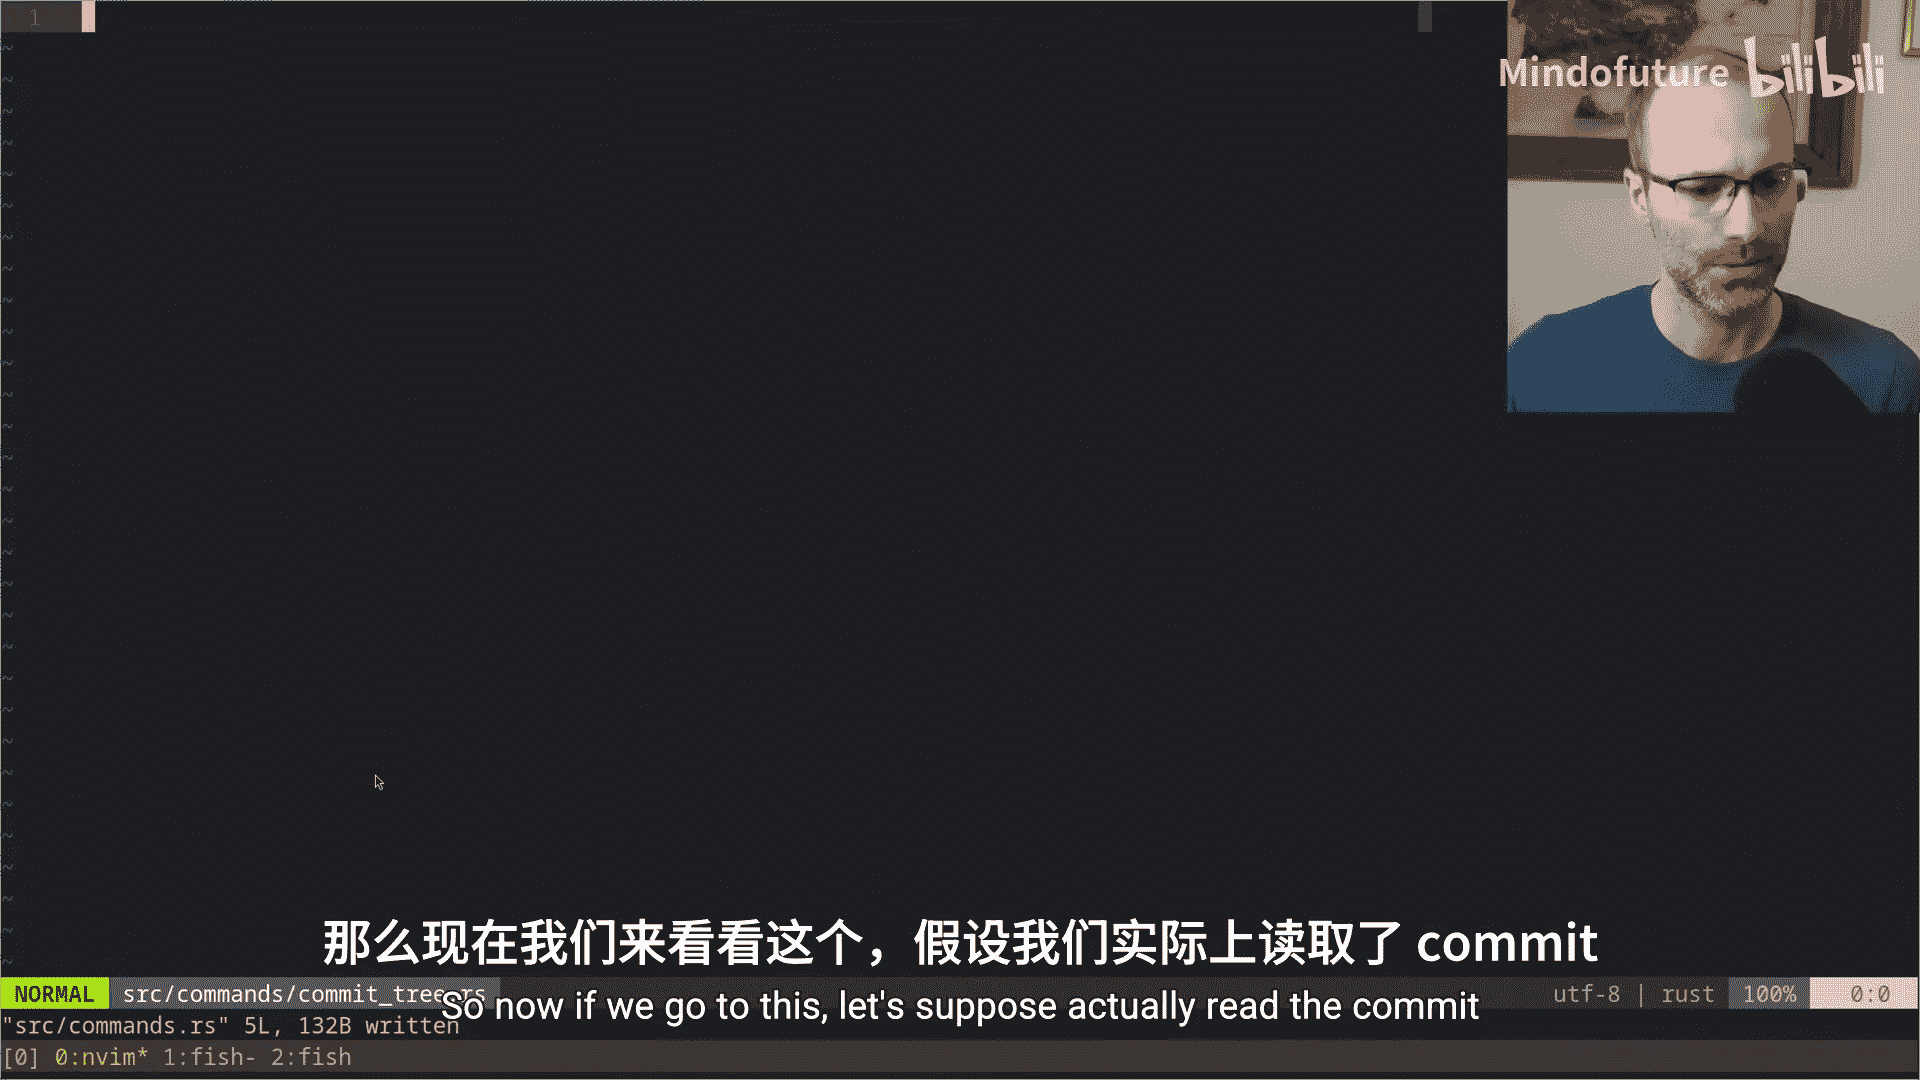 1
Mindofuture bilibili
那么现在我们来看看这个，假设我们实际上读取了 commit
NORMAL src/commands/commit_tree.rs utf-8 | rust 100% 0:0
So now if we go to this, let's suppose actually read the commit
"src/commands.rs" 5L, 132B written
[0] 0:nvim* 1:fish- 2:fish